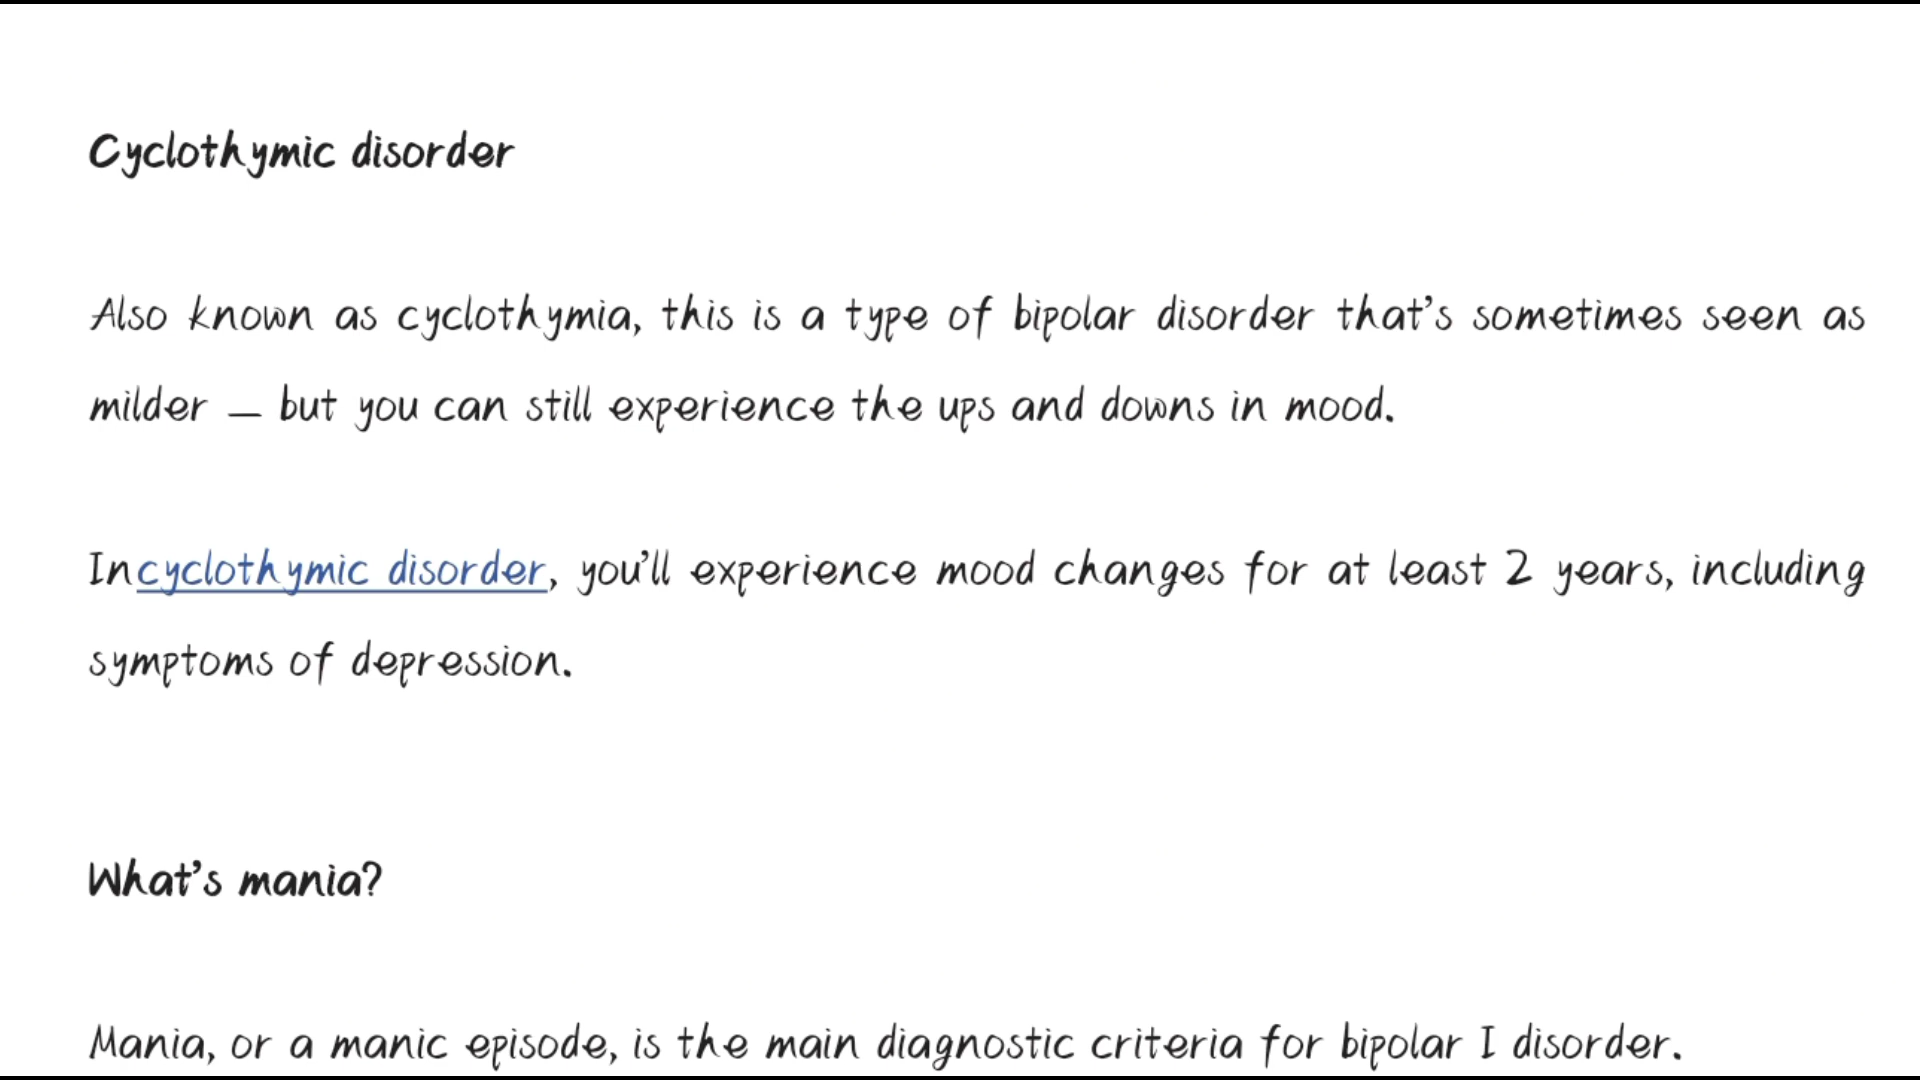 Cyclothymic disorder
Also known as cyclothymia, this is a type of bipolar disorder that’s sometimes seen as
milder — but you can still experience the ups and downs in mood.
Incyclothymic disorder, you’ll experience mood changes for at least 2 years, including
symptoms of depression.
What’s mania?
Mania, or a manic episode, is the main diagnostic criteria for bipolar I disorder.